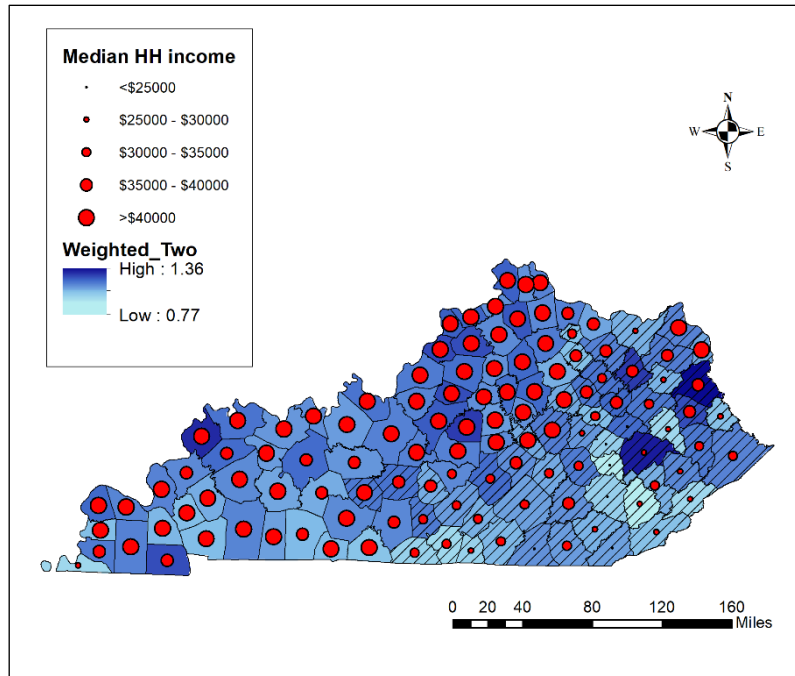 Median HH income
<$25000
$25000 - $30000
$30000 - $35000
$35000 - $40000
>$40000
Weighted_Two
High : 1.36
Low : 0.77
N
W E
S
0 20 40 80 120 160
Miles